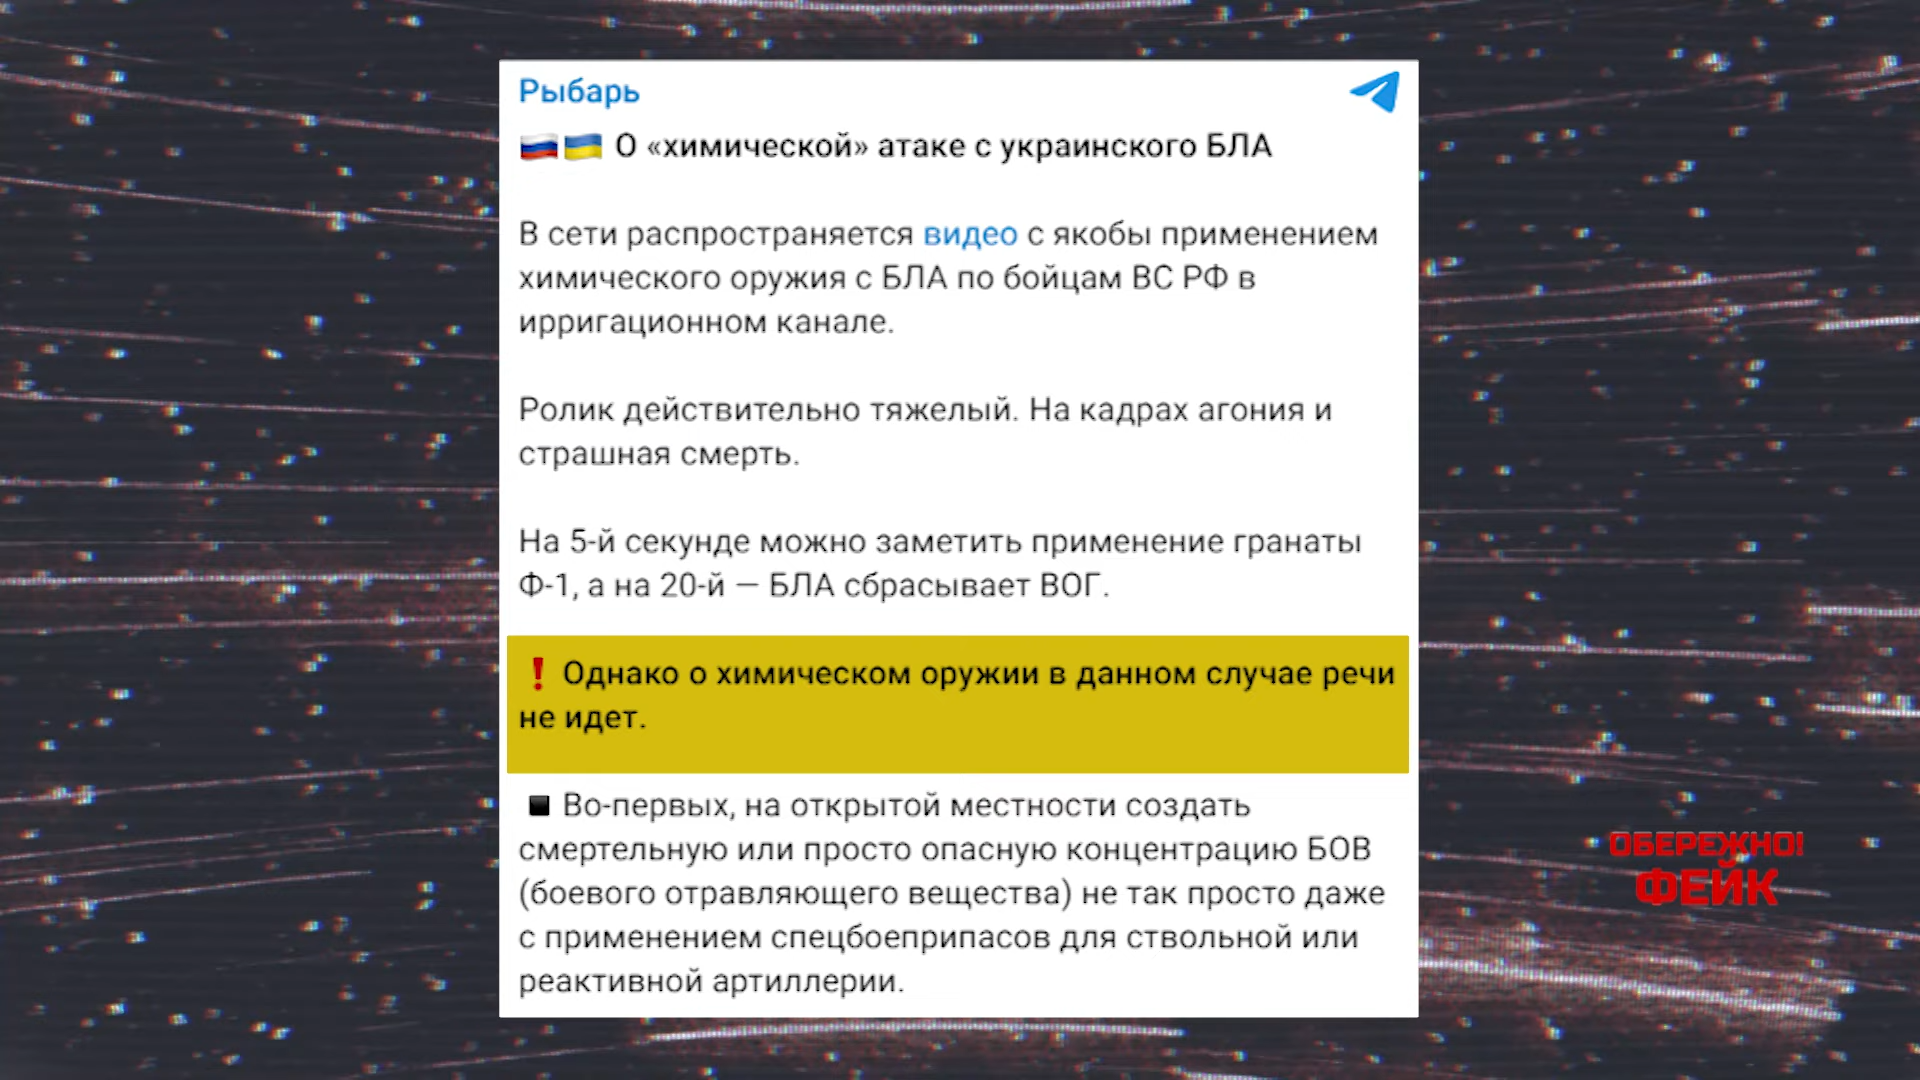 Рыбарь
О «химической» атаке с украинского БЛА
В сети распространяется видео с якобы применением
химического оружия с БЛА по бойцам ВС РФ в
ирригационном канале.
Ролик действительно тяжелый. На кадрах агония и
страшная смерть.
На 5-й секунде можно заметить применение гранаты
Ф-1, а на 20-й — БЛА сбрасывает ВОГ.
❗ Однако о химическом оружии в данном случае речи
не идет.
▪ Во-первых, на открытой местности создать
смертельную или просто опасную концентрацию БОВ
(боевого отравляющего вещества) не так просто даже
с применением спецбоеприпасов для ствольной или
реактивной артиллерии.
ОБЕРЕЖНО!
ФЕЙК